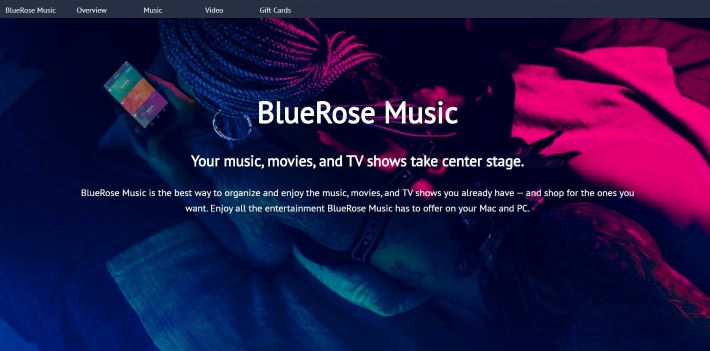 BlueRose Music Overview Music Video Gift Cards
BlueRose Music
Your music, movies, and TV shows take center stage.
BlueRose Music is the best way to organize and enjoy the music, movies, and TV shows you already have — and shop for the ones you
want. Enjoy all the entertainment BlueRose Music has to offer on your Mac and PC.